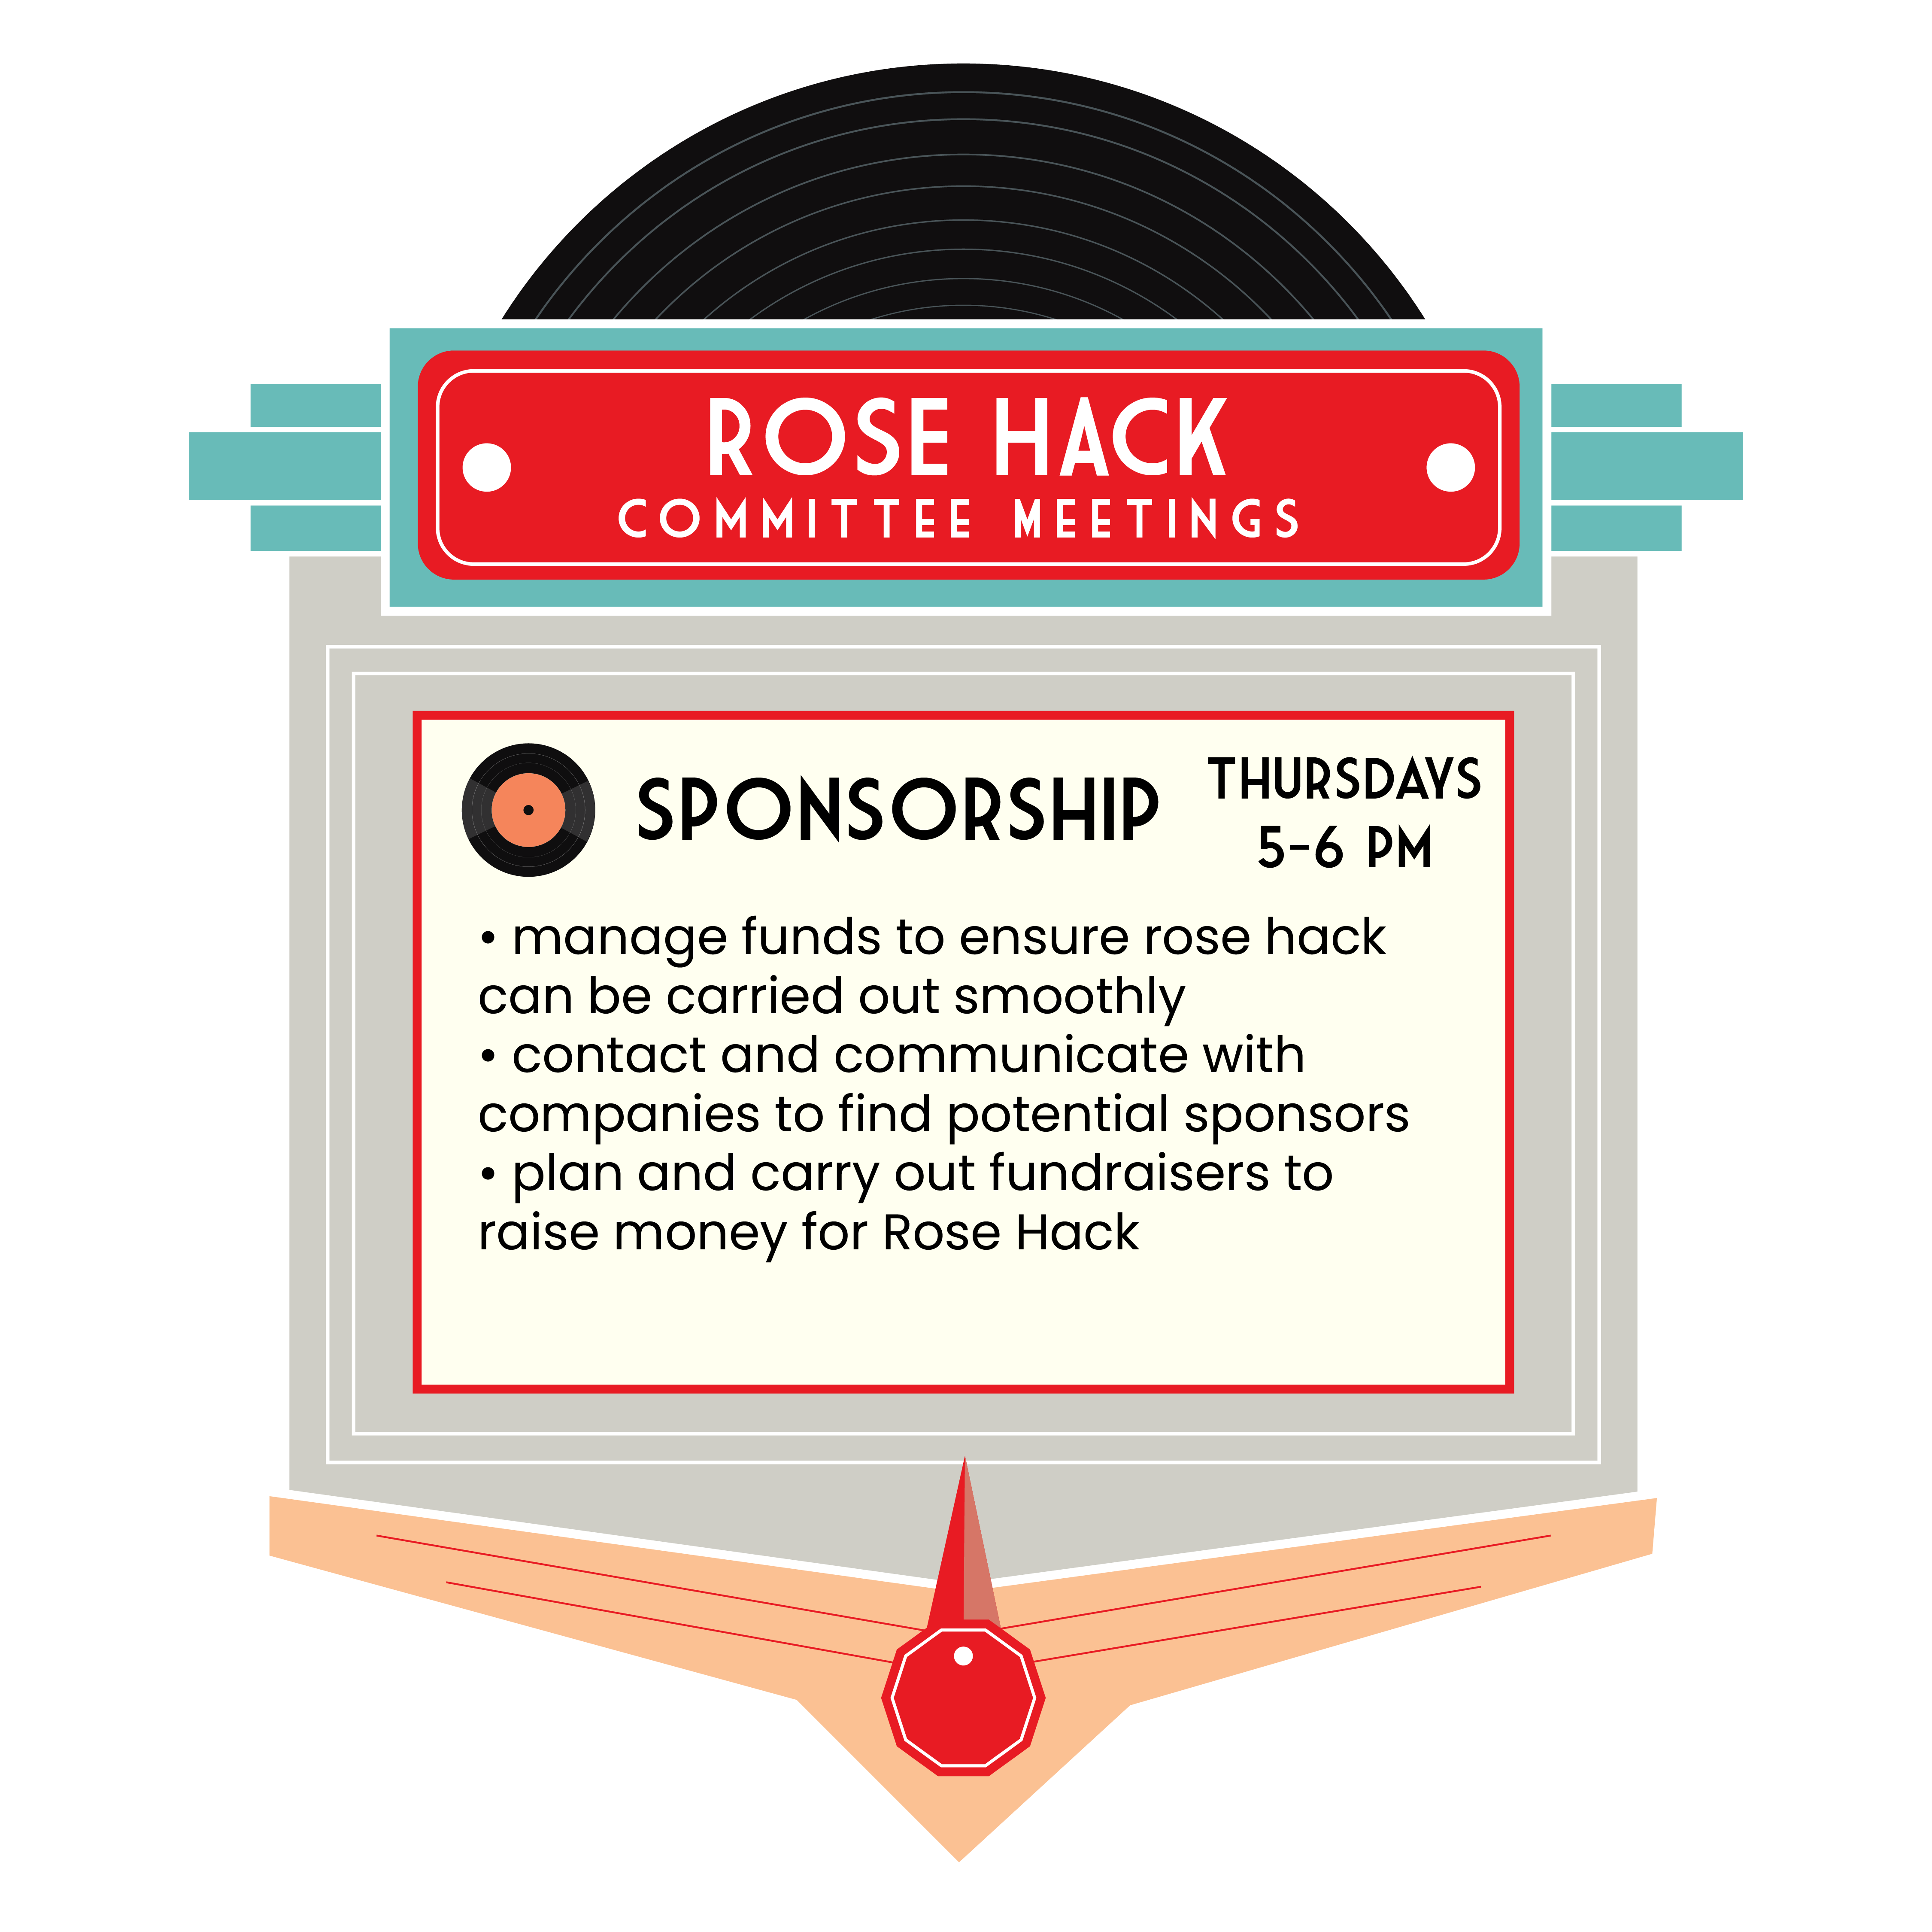 ROSE HACK
COMMITTEE MEETINGS
SPONSORSHIP
THURSDAYS
5-6 PM
• manage funds to ensure rose hack
can be carried out smoothly
• contact and communicate with
companies to find potential sponsors
• plan and carry out fundraisers to
raise money for Rose Hack